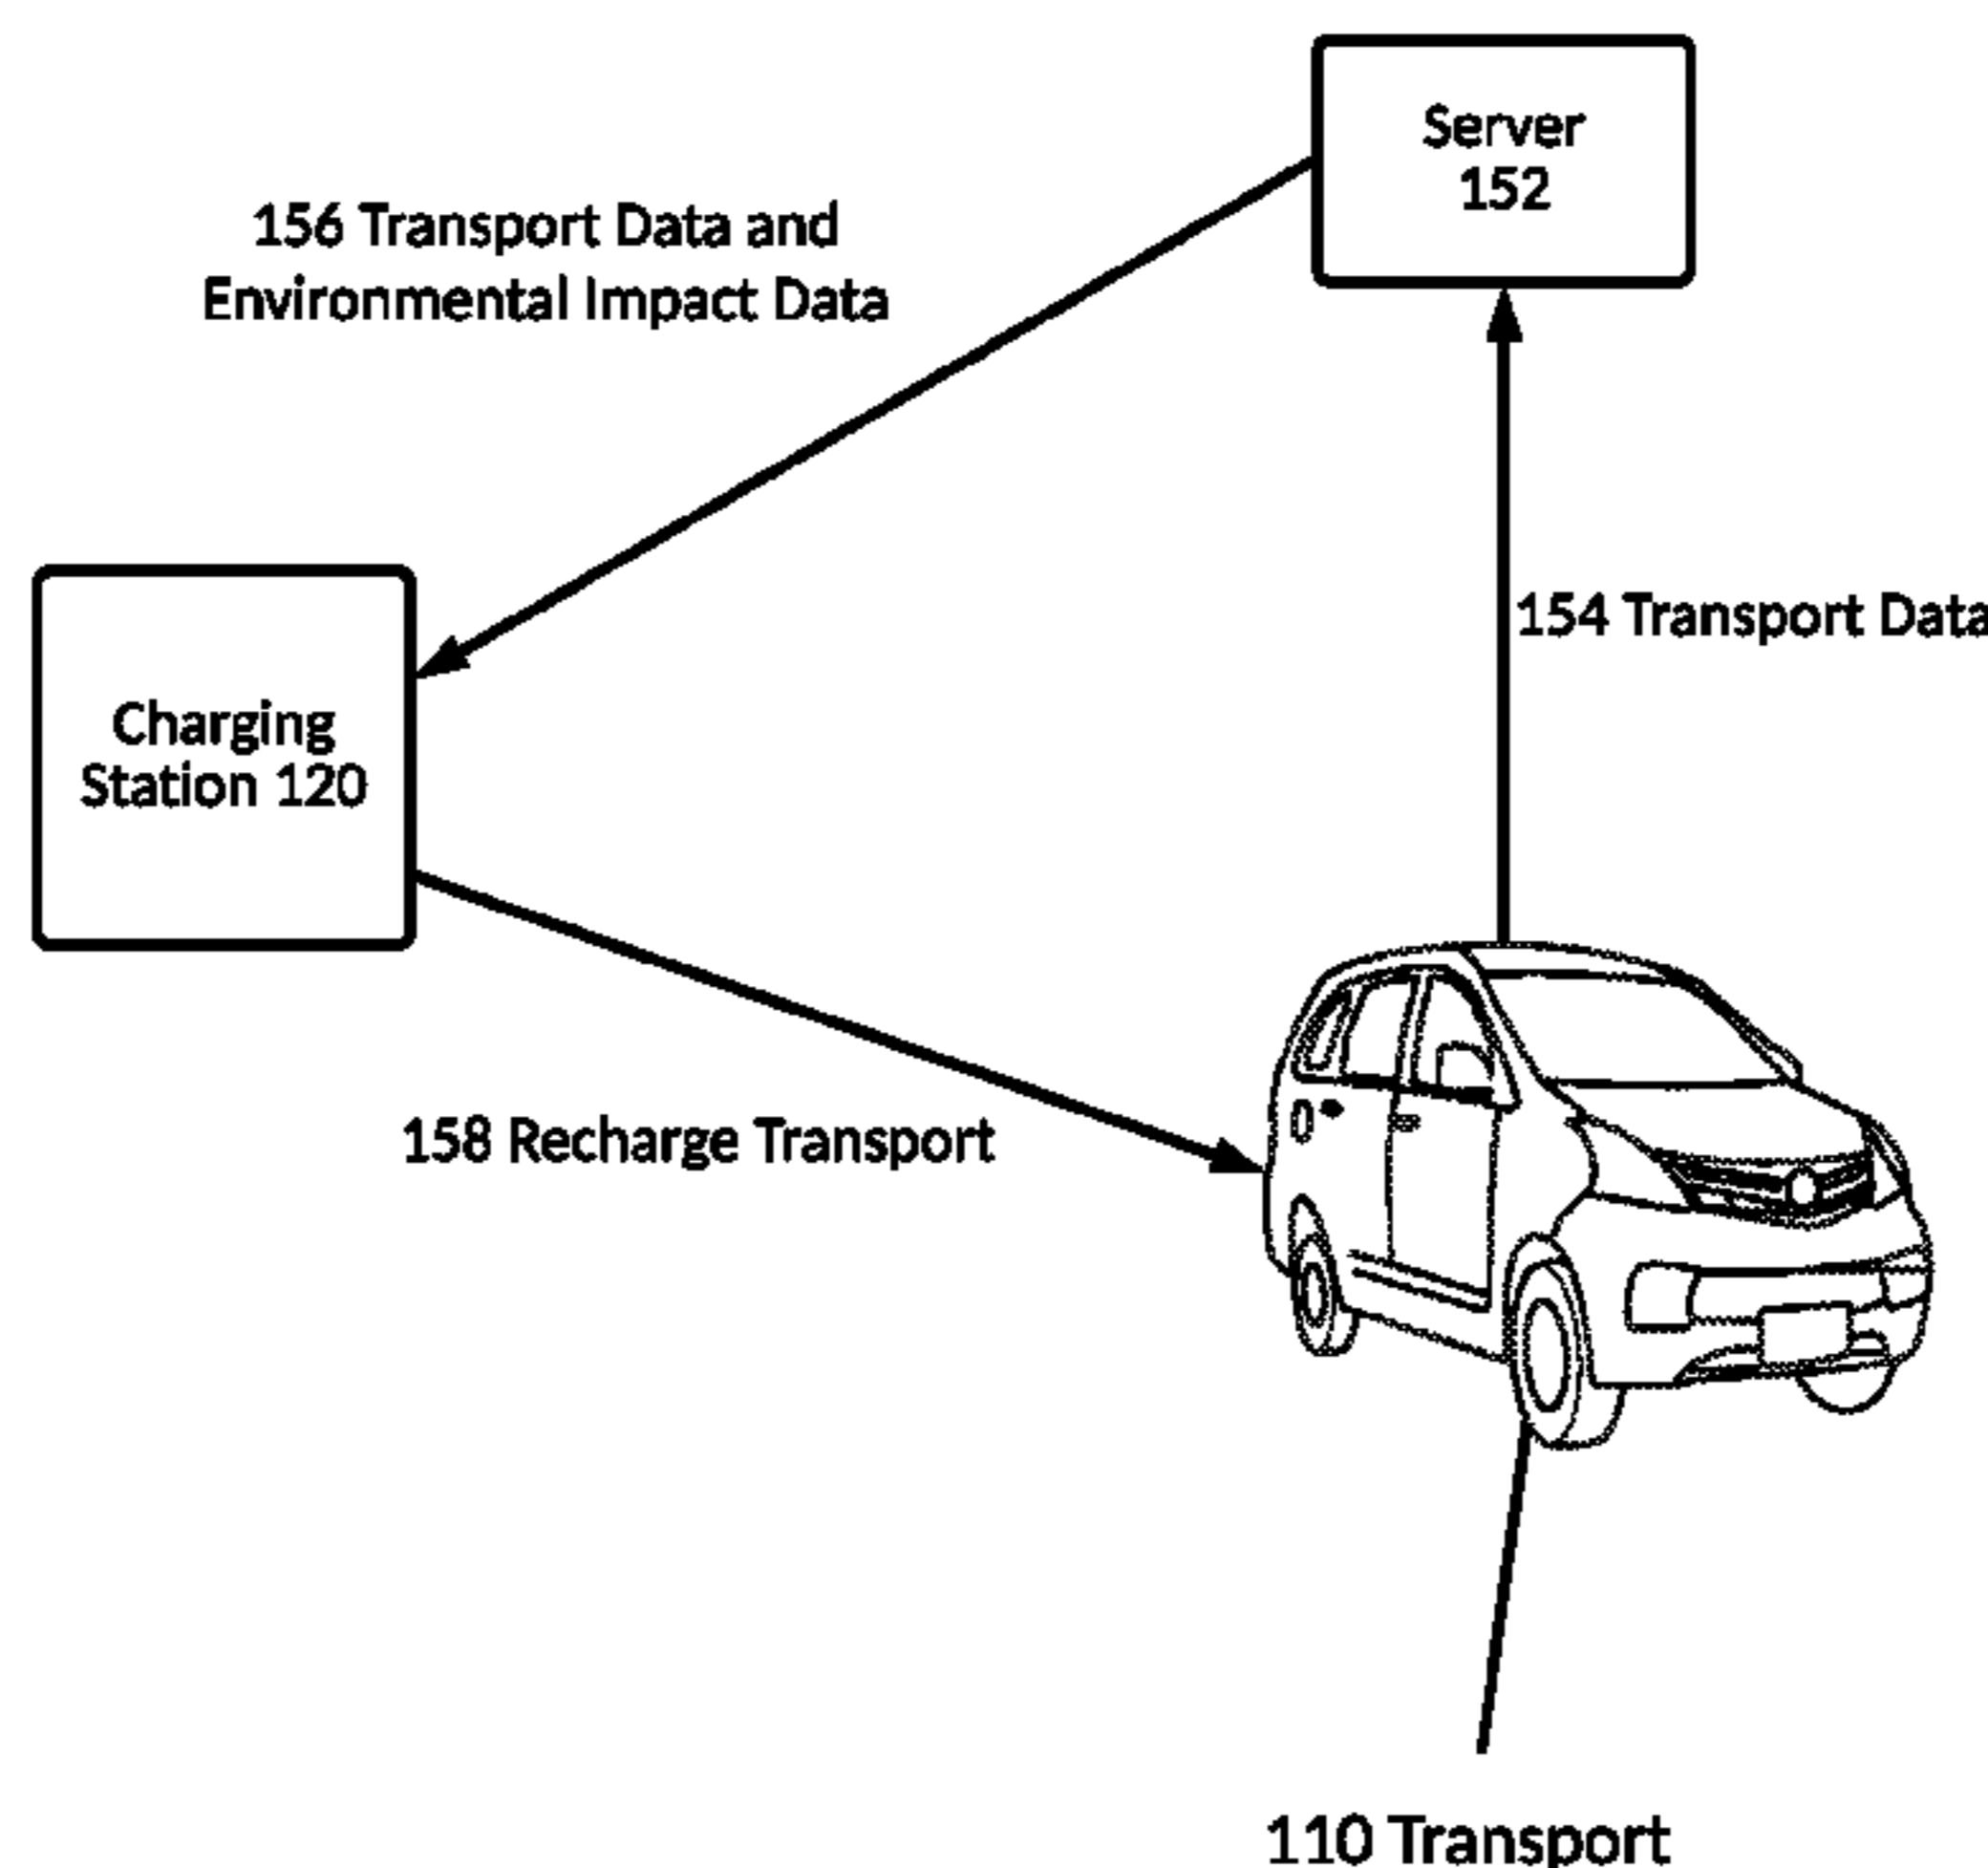 Server
152
156 Transport Data and
Environmental Impact Data
154 Transport Data
Charging
Station 120
158 Recharge Transport
110 Transport